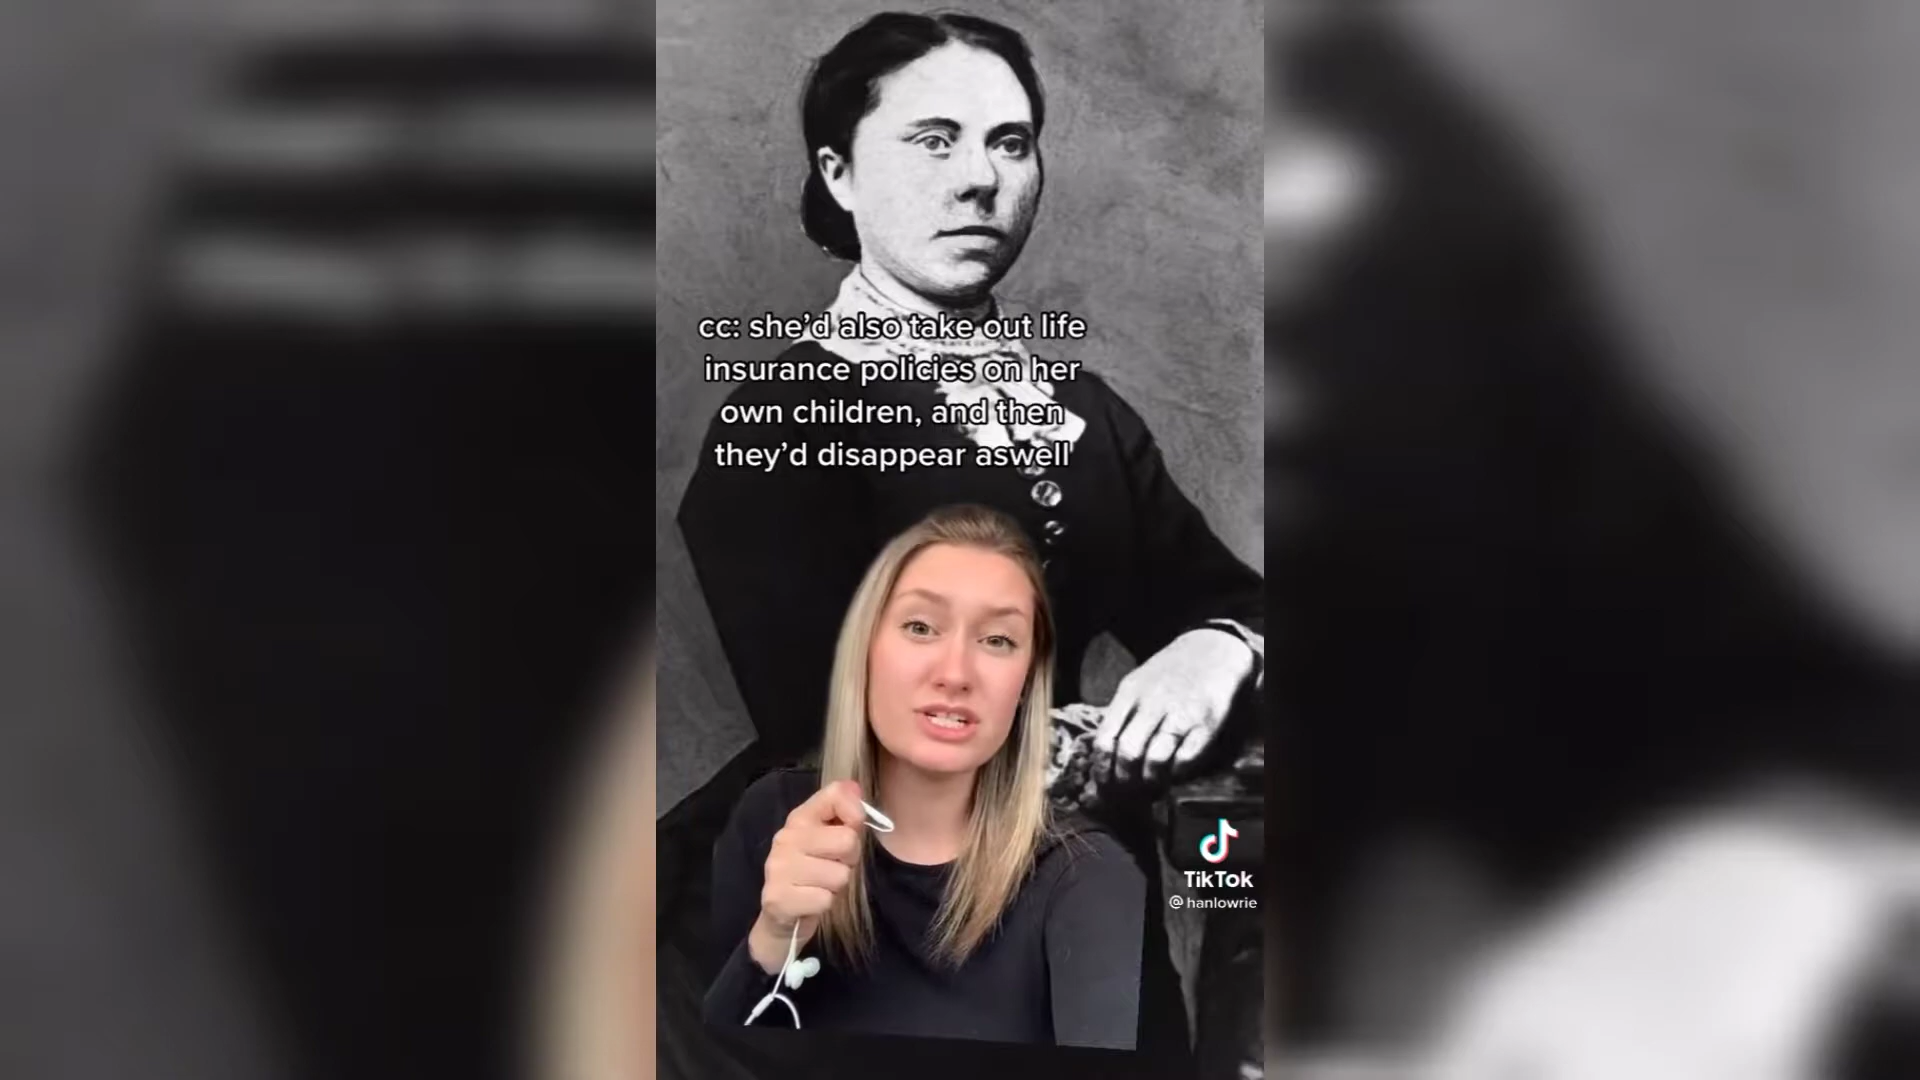 cc: she'd also take out life
insurance policies on her
own children, and then
they'd disappear aswell
TikTok
@hanlowrie